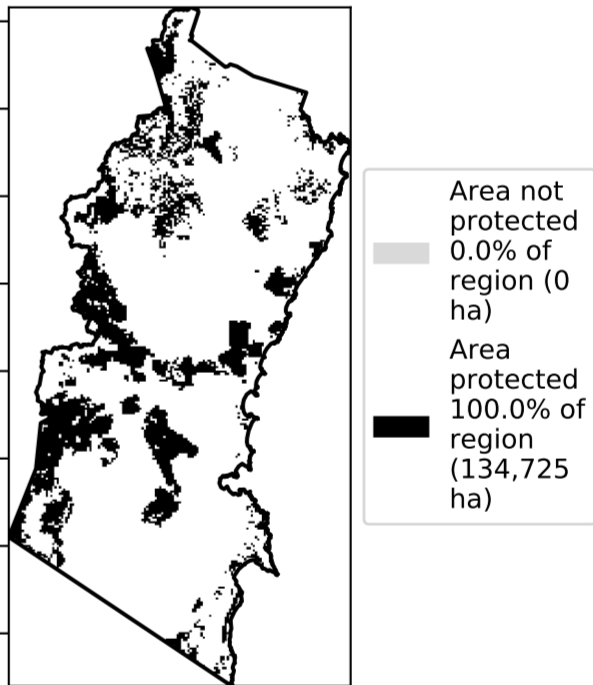 Area not
protected
0.0% of
region (0
ha)
Area
protected
100.0% of
region
(134,725
ha)